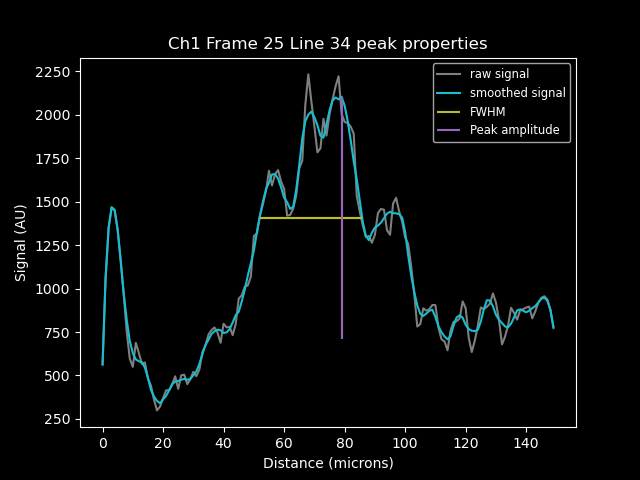 Ch1 Frame 25 Line 34 peak properties
raw signal
smoothed signal
FWHM
Peak amplitude
Signal (AU)
2250
2000
1750
1500
1250
1000
750
500
250
0 20 40 60 80 100 120 140
Distance (microns)